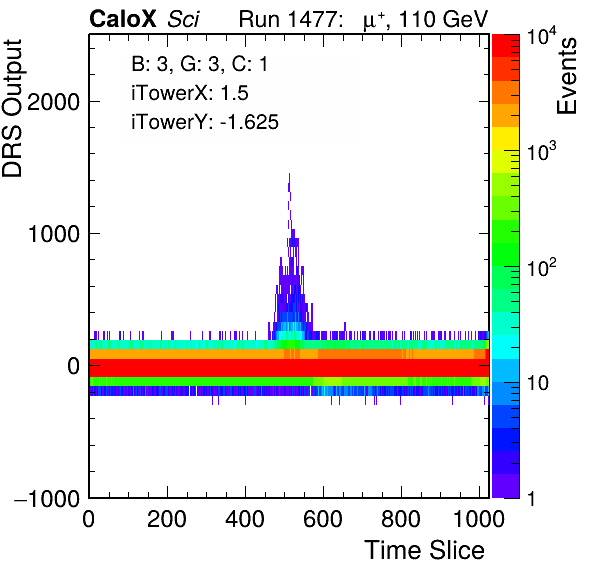 CaloX Sci Run 1477: μ⁺, 110 GeV
B: 3, G: 3, C: 1
iTowerX: 1.5
iTowerY: -1.625
DRS Output
2000
1000
0
−1000
0 200 400 600 800 1000
Time Slice
Events
10⁴
10³
10²
10
1